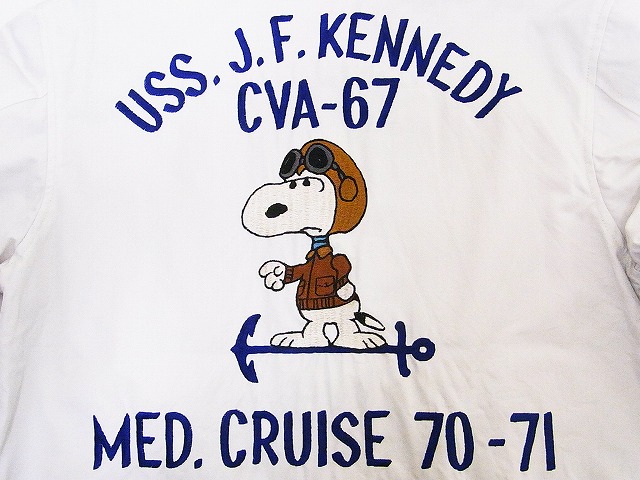 USS. J. F. KENNEDY
CVA-67
MED. CRUISE 70-71